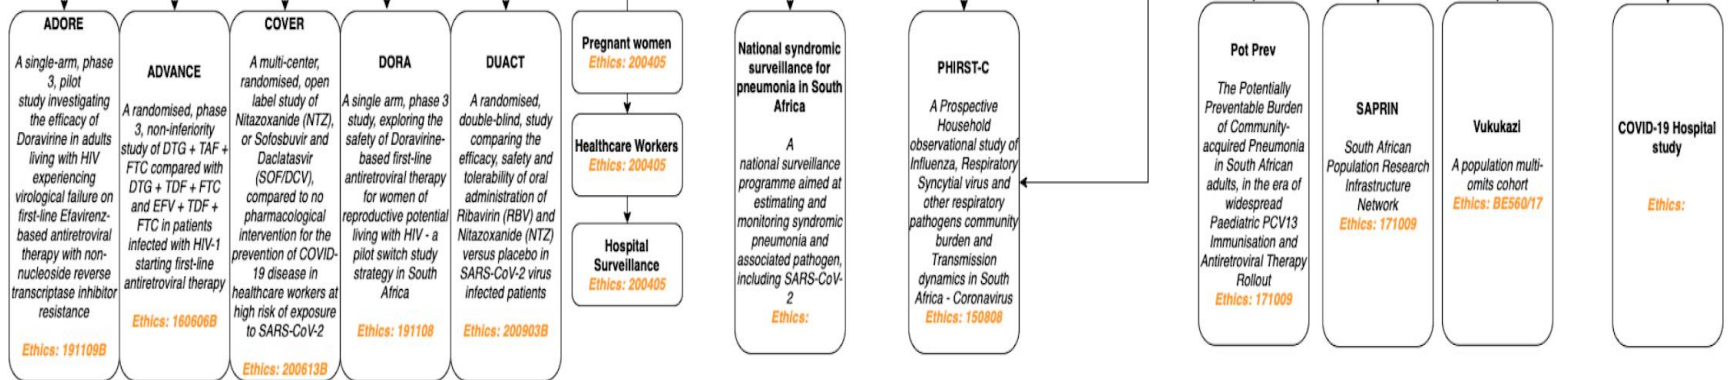 ADORE
A single-arm, phase
3, pilot
study investigating
the efficacy of
Doravirine in adults
living with HIV
experiencing
virological failure on
first-line Efavirenz-
based antiretroviral
therapy with non-
nucleoside reverse
transcriptase inhibitor
resistance
Ethics: 191109B
ADVANCE
A randomised, phase
3, non-inferiority
study of DTG + TAF +
FTC compared with
DTG + TDF + FTC
and EFV + TDF +
FTC in patients
infected with HIV-1
starting first-line
antiretroviral therapy
Ethics: 160606B
COVER
A multi-center,
randomised, open
label study of
Nitazoxanide (NTZ),
or Sofosbuvir and
Daclatasvir
(SOF/DCV),
compared to no
pharmacological
intervention for the
prevention of COVID-
19 disease in
healthcare workers at
high risk of exposure
to SARS-CoV-2
Ethics: 200613B
DORA
A single arm, phase 3
study, exploring the
safety of Doravirine-
based first-line
antiretroviral therapy
for women of
reproductive potential
living with HIV - a
pilot switch study
strategy in South
Africa
Ethics: 191108
DUACT
A randomised,
double-blind, study
comparing the
efficacy, safety and
tolerability of oral
administration of
Ribavirin (RBV) and
Nitazoxanide (NTZ)
versus placebo in
SARS-CoV-2 virus
infected patients
Ethics: 200903B
Pregnant women
Ethics: 200405
Healthcare Workers
Ethics: 200405
Hospital
Surveillance
Ethics: 200405
National syndromic
surveillance for
pneumonia in South
Africa
A
national surveillance
programme aimed at
estimating and
monitoring syndromic
pneumonia and
associated pathogen,
including SARS-CoV-
2
Ethics:
PHIRST-C
A Prospective
Household
observational study of
Influenza, Respiratory
Syncytial virus and
other respiratory
pathogens community
burden and
Transmission
dynamics in South
Africa - Coronavirus
Ethics: 150808
Pot Prev
The Potentially
Preventable Burden
of Community-
acquired Pneumonia
in South African
adults, in the era of
widespread
Paediatric PCV13
Immunisation and
Antiretroviral Therapy
Rollout
Ethics: 171009
SAPRIN
South African
Population Research
Infrastructure
Network
Ethics: 171009
Vukukazi
A population multi-
omits cohort
Ethics: BE560/17
COVID-19 Hospital
study
Ethics: